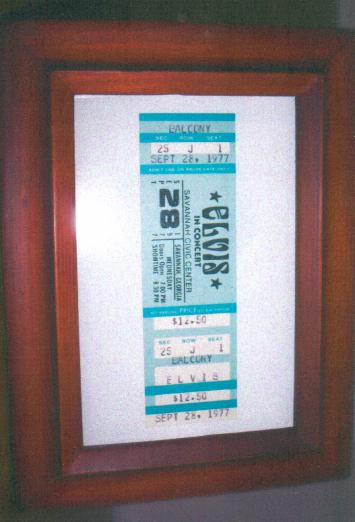 BALCONY
SEC ROW SEAT
25 J 1
SEPT 28, 1977
★ elvis ★
IN CONCERT
SAVANNAH CIVIC CENTER
SEPT 28 1977
SAVANNAH, GEORGIA
WEDNESDAY
Doors Open 7:00 PM
SHOWTIME 8:30 PM
PRICE
$12.50
SEC ROW SEAT
25 J 1
BALCONY
ELVIS
$12.50
SEPT 28, 1977